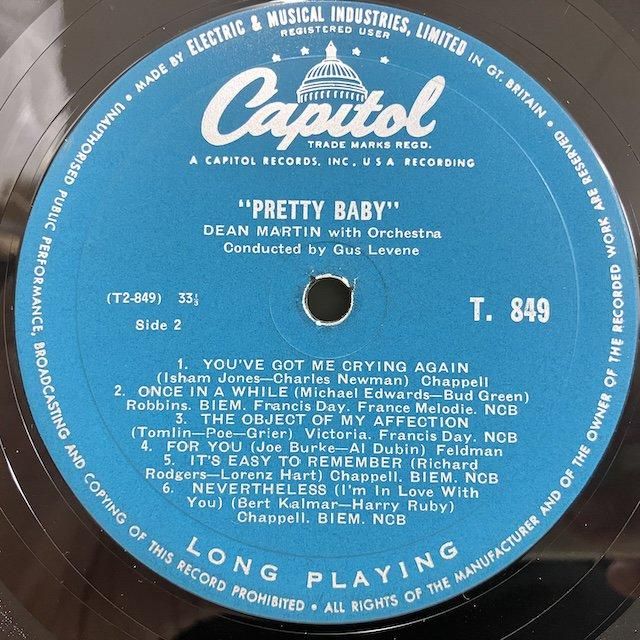 MADE BY ELECTRIC & MUSICAL INDUSTRIES, LIMITED IN GT. BRITAIN •
REGISTERED USER
Capitol
TRADE MARKS REGD.
A CAPITOL RECORDS, INC., U S A RECORDING
"PRETTY BABY"
DEAN MARTIN with Orchestra
Conducted by Gus Levene
(T2-849) 33⅓
T. 849
Side 2
1. YOU'VE GOT ME CRYING AGAIN
(Isham Jones—Charles Newman) Chappell
2. ONCE IN A WHILE (Michael Edwards—Bud Green)
Robbins. BIEM. Francis Day. France Melodie. NCB
3. THE OBJECT OF MY AFFECTION
(Tomlin—Poe—Grier) Victoria. Francis Day. NCB
4. FOR YOU (Joe Burke—Al Dubin) Feldman
5. IT'S EASY TO REMEMBER (Richard
Rodgers—Lorenz Hart) Chappell. BIEM. NCB
6. NEVERTHELESS (I'm In Love With
You) (Bert Kalmar—Harry Ruby)
Chappell. BIEM. NCB
LONG PLAYING
• ALL RIGHTS OF THE MANUFACTURER AND OF THE OWNER OF THE RECORDED WORK ARE RESERVED •
UNAUTHORISED PUBLIC PERFORMANCE, BROADCASTING AND COPYING OF THIS RECORD PROHIBITED